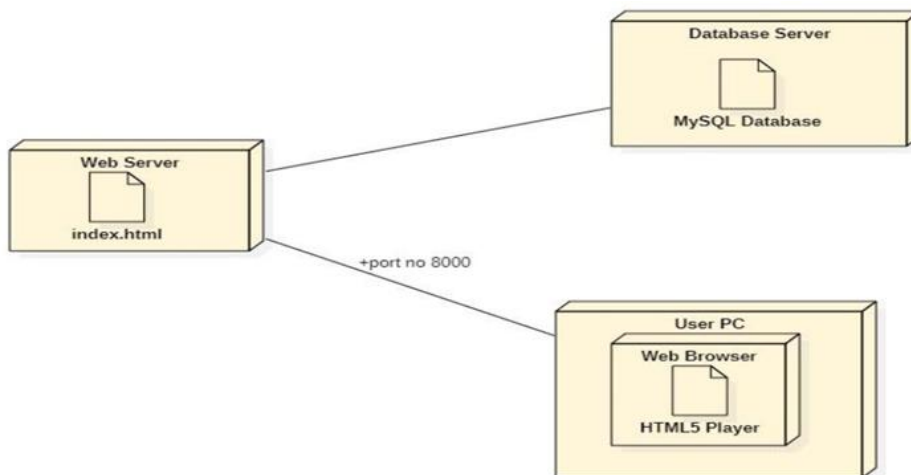 Database Server
MySQL Database
Web Server
index.html
+port no 8000
User PC
Web Browser
HTML5 Player